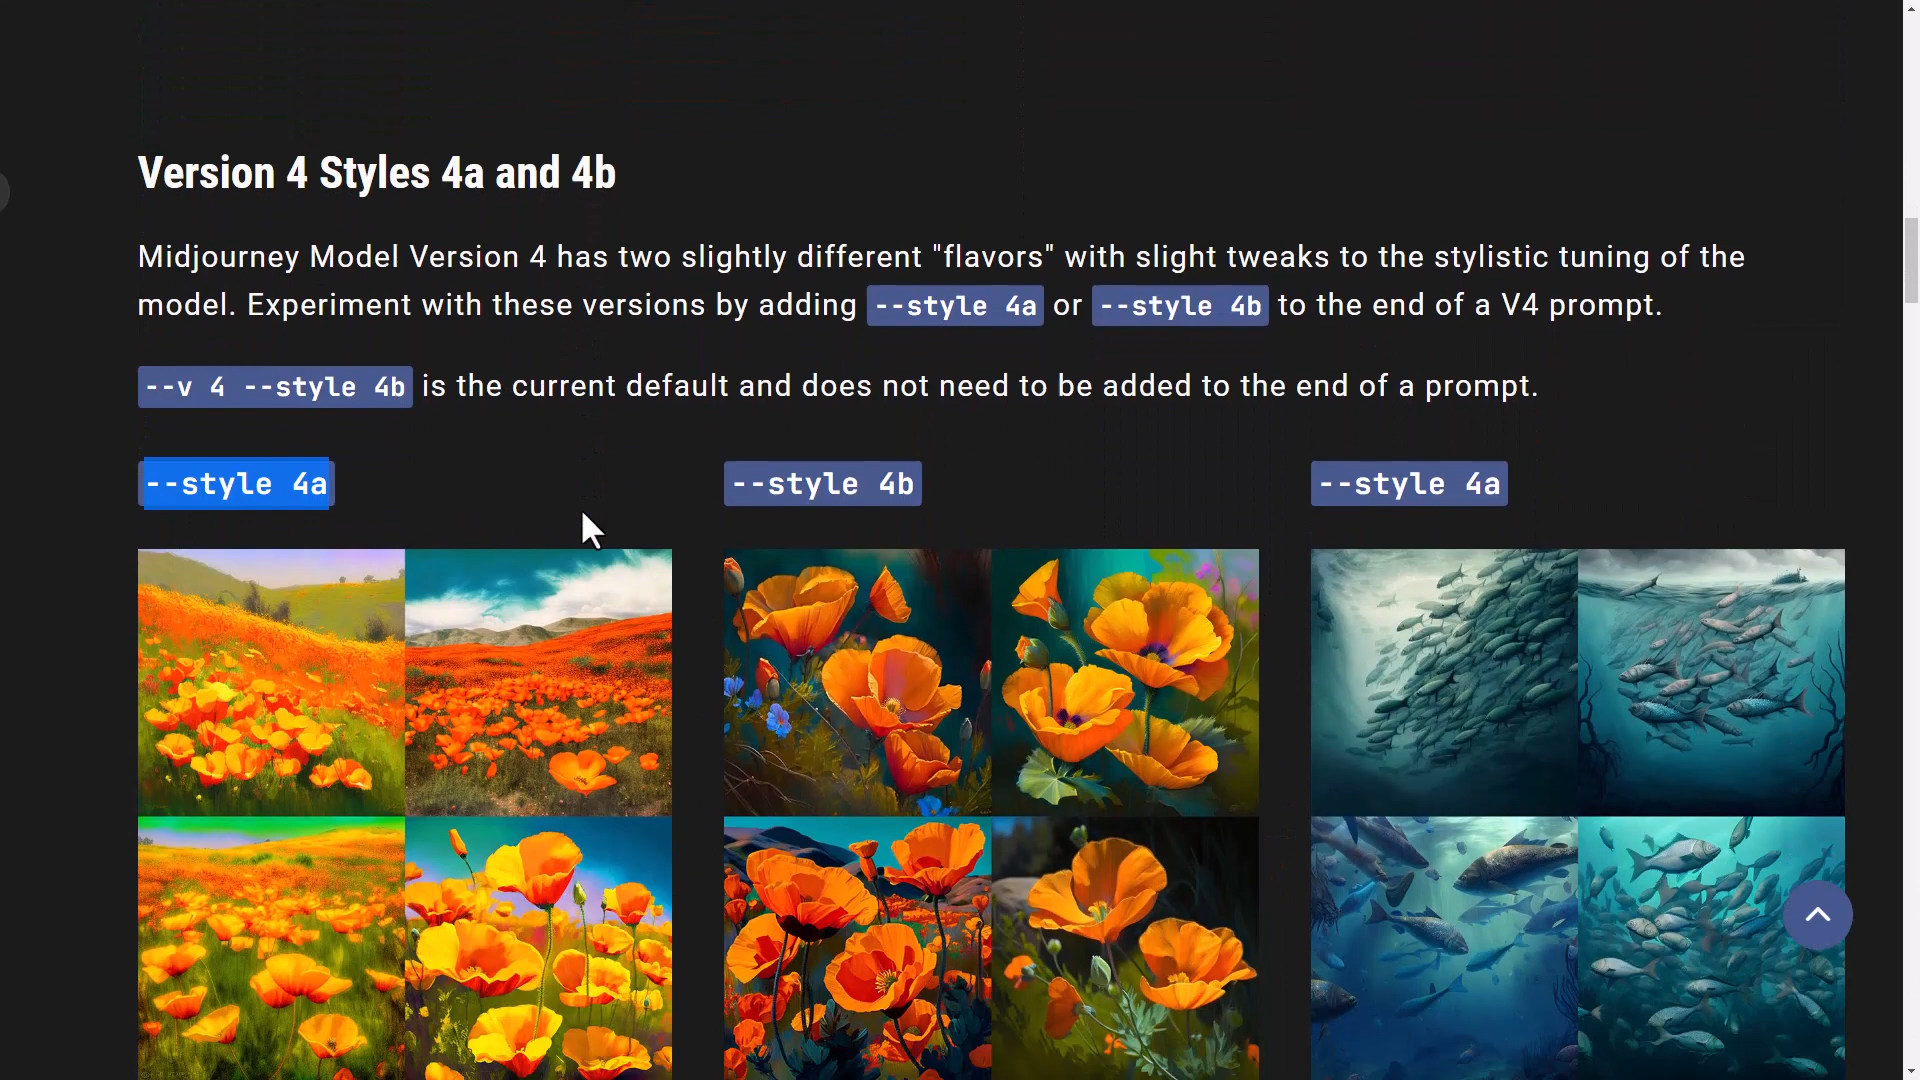 Version 4 Styles 4a and 4b
Midjourney Model Version 4 has two slightly different "flavors" with slight tweaks to the stylistic tuning of the
model. Experiment with these versions by adding --style 4a or --style 4b to the end of a V4 prompt.
--v 4 --style 4b is the current default and does not need to be added to the end of a prompt.
--style 4a
--style 4b
--style 4a